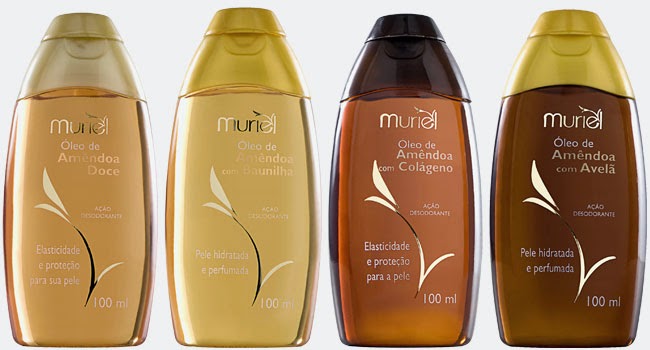 muriel
Óleo de
Amêndoa
Doce
AÇÃO
DESODORANTE
Elasticidade
e proteção
para sua pele
100 ml
muriel
Óleo de
Amêndoa
com Baunilha
AÇÃO
DESODORANTE
Pele hidratada
e perfumada
100 ml
muriel
Óleo de
Amêndoa
com Colágeno
AÇÃO
DESODORANTE
Elasticidade
e proteção
para a pele
100 ml
muriel
Óleo de
Amêndoa
com Avelã
AÇÃO
DESODORANTE
Pele hidratada
e perfumada
100 ml